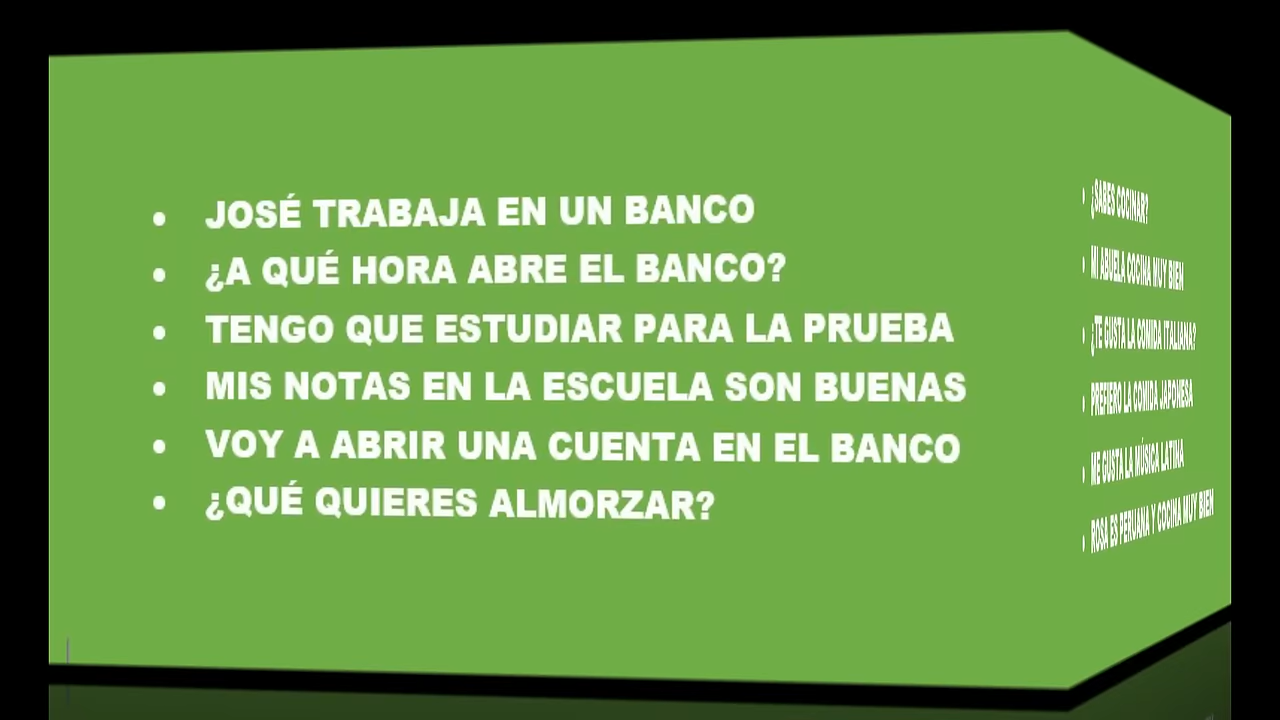 • JOSÉ TRABAJA EN UN BANCO
• ¿A QUÉ HORA ABRE EL BANCO?
• TENGO QUE ESTUDIAR PARA LA PRUEBA
• MIS NOTAS EN LA ESCUELA SON BUENAS
• VOY A ABRIR UNA CUENTA EN EL BANCO
• ¿QUÉ QUIERES ALMORZAR?
• ¿SABES COCINAR?
• MI ABUELA COCINA MUY BIEN
• ¿TE GUSTA LA COMIDA ITALIANA?
• PREFIERO LA COMIDA JAPONESA
• ME GUSTA LA MÚSICA LATINA
• ROSA ES PERUANA Y COCINA MUY BIEN